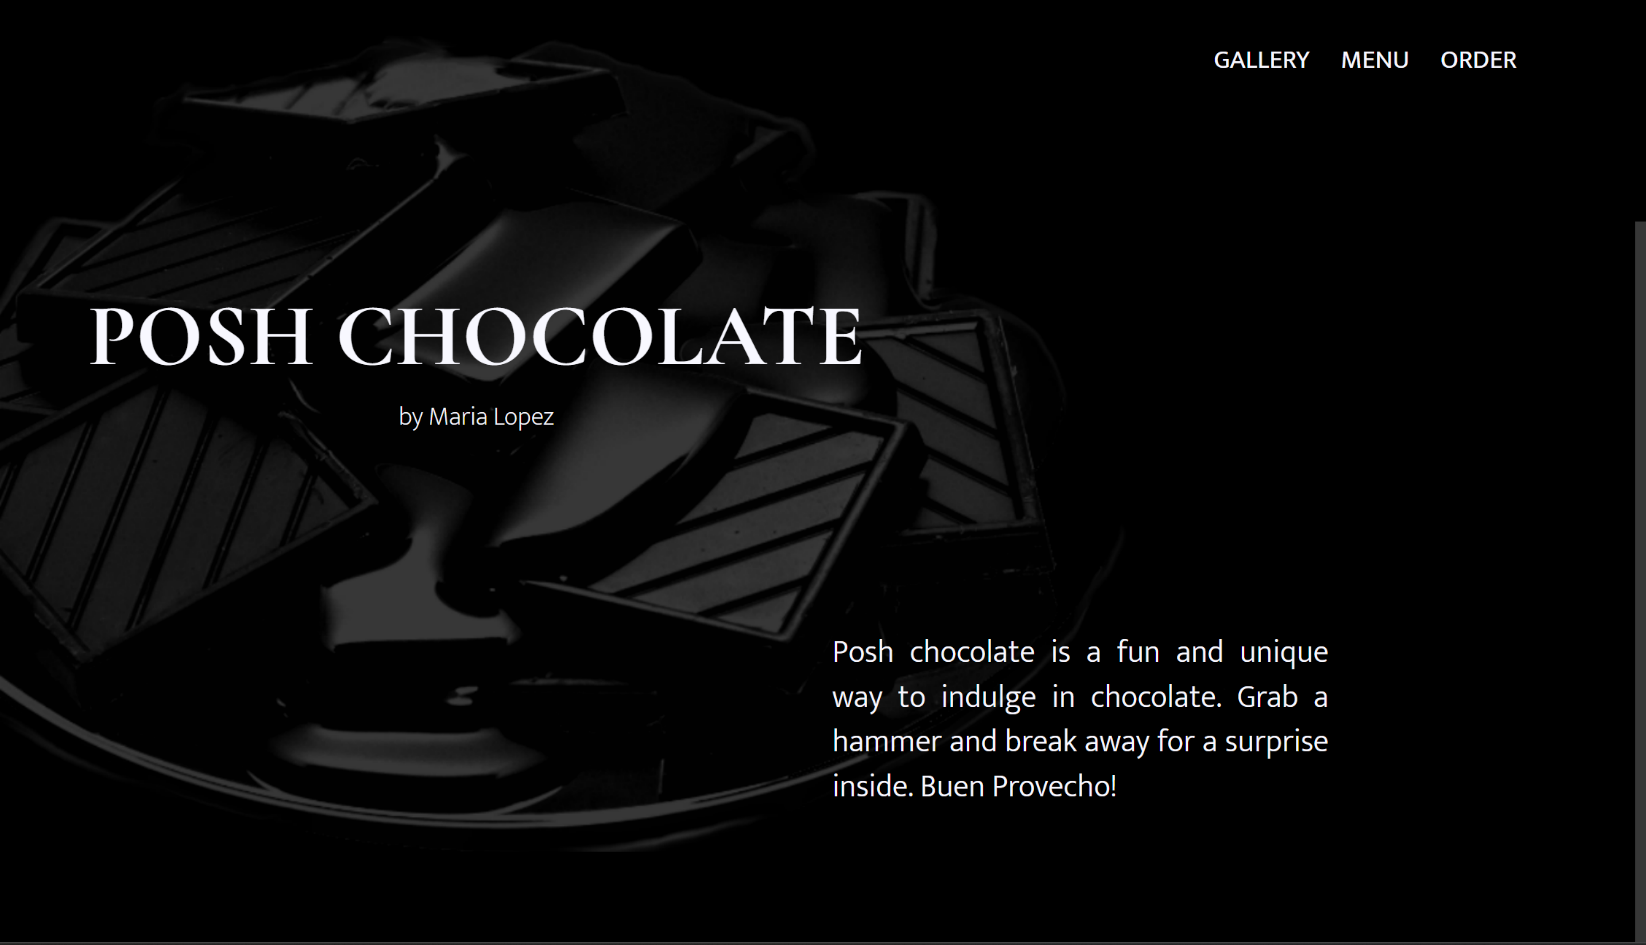 GALLERY MENU ORDER
POSH CHOCOLATE
by Maria Lopez
Posh chocolate is a fun and unique
way to indulge in chocolate. Grab a
hammer and break away for a surprise
inside. Buen Provecho!